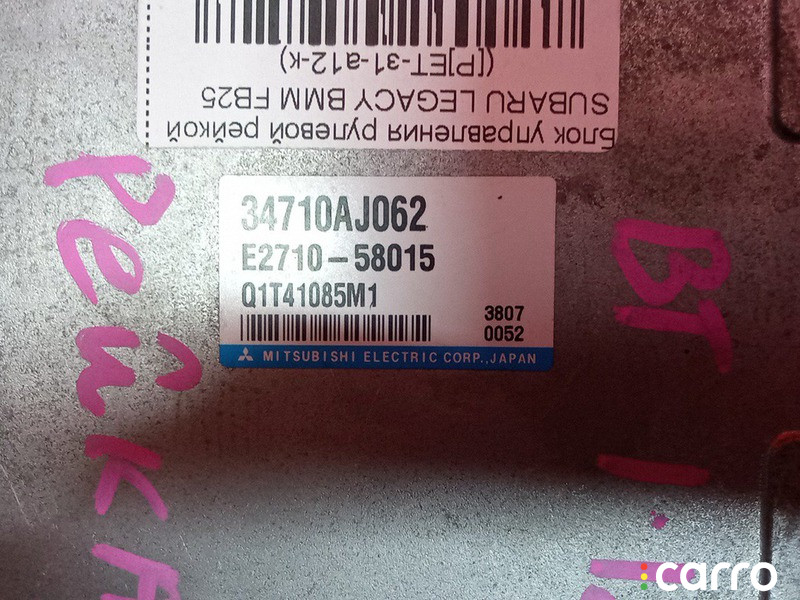 Блок управления рулевой рейкой
SUBARU LEGACY BMM FB25
([P]ET-31-a12-к)
34710AJ062
E2710-58015
Q1T41085M1
3807
0052
MITSUBISHI ELECTRIC CORP.,JAPAN
рейка
carro